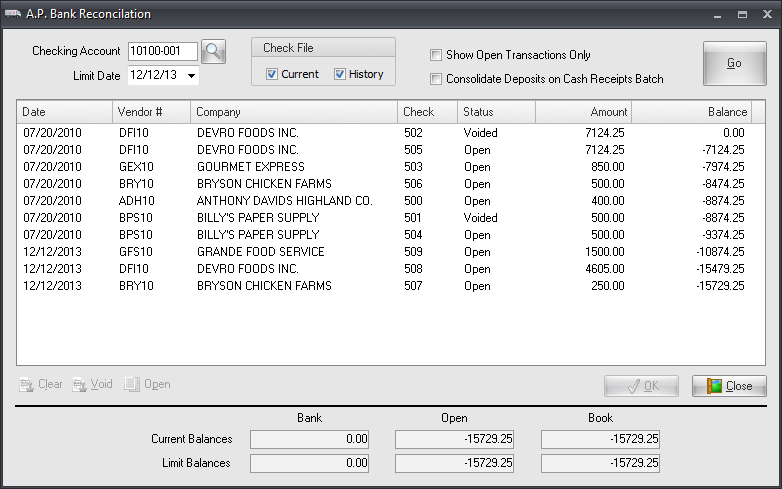 A.P. Bank Reconcilation
Checking Account 10100-001
Limit Date 12/12/13
Check File
Current History
Show Open Transactions Only
Consolidate Deposits on Cash Receipts Batch
Go
Date Vendor # Company Check Status Amount Balance
07/20/2010 DFI10 DEVRO FOODS INC. 502 Voided 7124.25 0.00
07/20/2010 DFI10 DEVRO FOODS INC. 505 Open 7124.25 -7124.25
07/20/2010 GEX10 GOURMET EXPRESS 503 Open 850.00 -7974.25
07/20/2010 BRY10 BRYSON CHICKEN FARMS 506 Open 500.00 -8474.25
07/20/2010 ADH10 ANTHONY DAVIDS HIGHLAND CO. 500 Open 400.00 -8874.25
07/20/2010 BPS10 BILLY'S PAPER SUPPLY 501 Voided 500.00 -8874.25
07/20/2010 BPS10 BILLY'S PAPER SUPPLY 504 Open 500.00 -9374.25
12/12/2013 GFS10 GRANDE FOOD SERVICE 509 Open 1500.00 -10874.25
12/12/2013 DFI10 DEVRO FOODS INC. 508 Open 4605.00 -15479.25
12/12/2013 BRY10 BRYSON CHICKEN FARMS 507 Open 250.00 -15729.25
Clear Void Open OK Close
Bank Open Book
Current Balances 0.00 -15729.25 -15729.25
Limit Balances 0.00 -15729.25 -15729.25